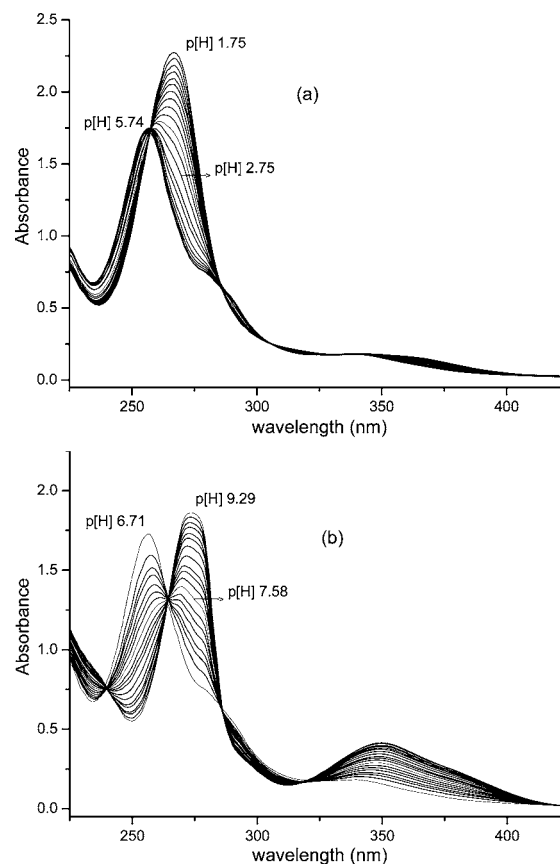 p[H] 1.75
(a)
p[H] 5.74
p[H] 2.75
Absorbance
2.5
2.0
1.5
1.0
0.5
0.0
250 300 350 400
wavelength (nm)
p[H] 9.29
p[H] 6.71
(b)
p[H] 7.58
Absorbance
2.0
1.5
1.0
0.5
0.0
250 300 350 400
wavelength (nm)